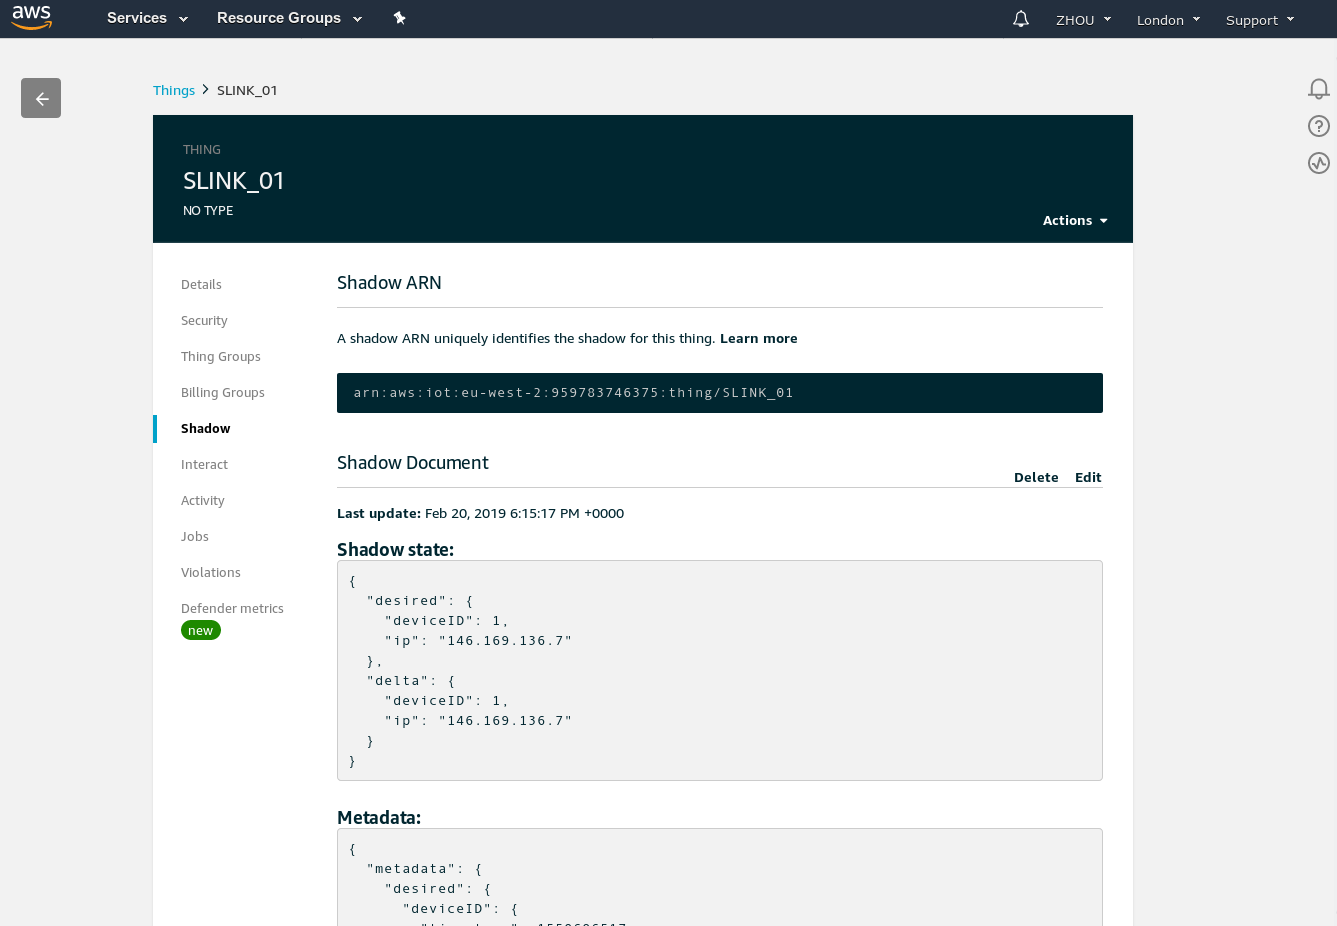 aws Services Resource Groups ZHOU London Support
Things > SLINK_01
THING
SLINK_01
NO TYPE
Actions
Details
Security
Thing Groups
Billing Groups
Shadow
Interact
Activity
Jobs
Violations
Defender metrics
new
Shadow ARN
A shadow ARN uniquely identifies the shadow for this thing. Learn more
arn:aws:iot:eu-west-2:959783746375:thing/SLINK_01
Shadow Document
Delete Edit
Last update: Feb 20, 2019 6:15:17 PM +0000
Shadow state:
{
  "desired": {
    "deviceID": 1,
    "ip": "146.169.136.7"
  },
  "delta": {
    "deviceID": 1,
    "ip": "146.169.136.7"
  }
}
Metadata:
{
  "metadata": {
    "desired": {
      "deviceID": {